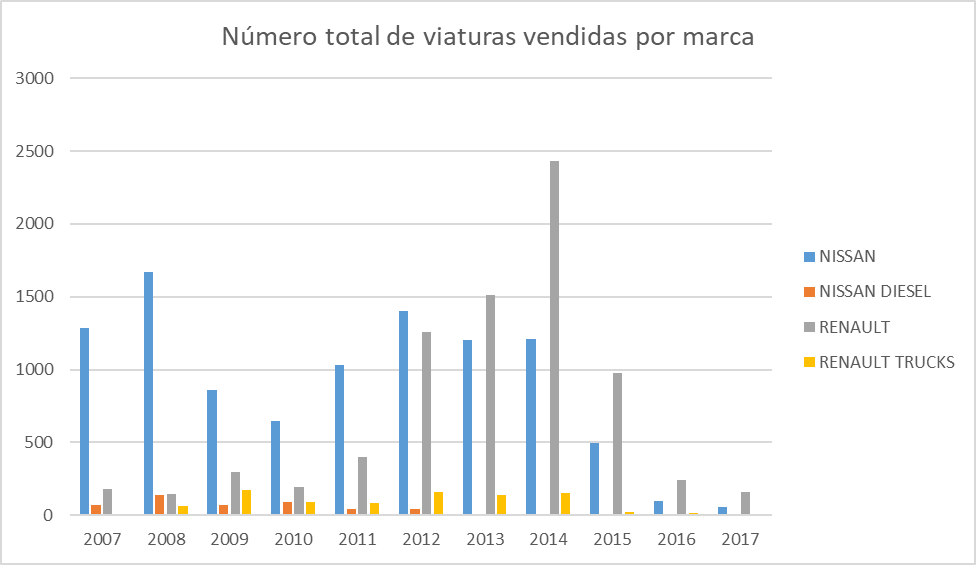 Número total de viaturas vendidas por marca
3000
2500
2000
1500
1000
500
0
2007 2008 2009 2010 2011 2012 2013 2014 2015 2016 2017
NISSAN
NISSAN DIESEL
RENAULT
RENAULT TRUCKS